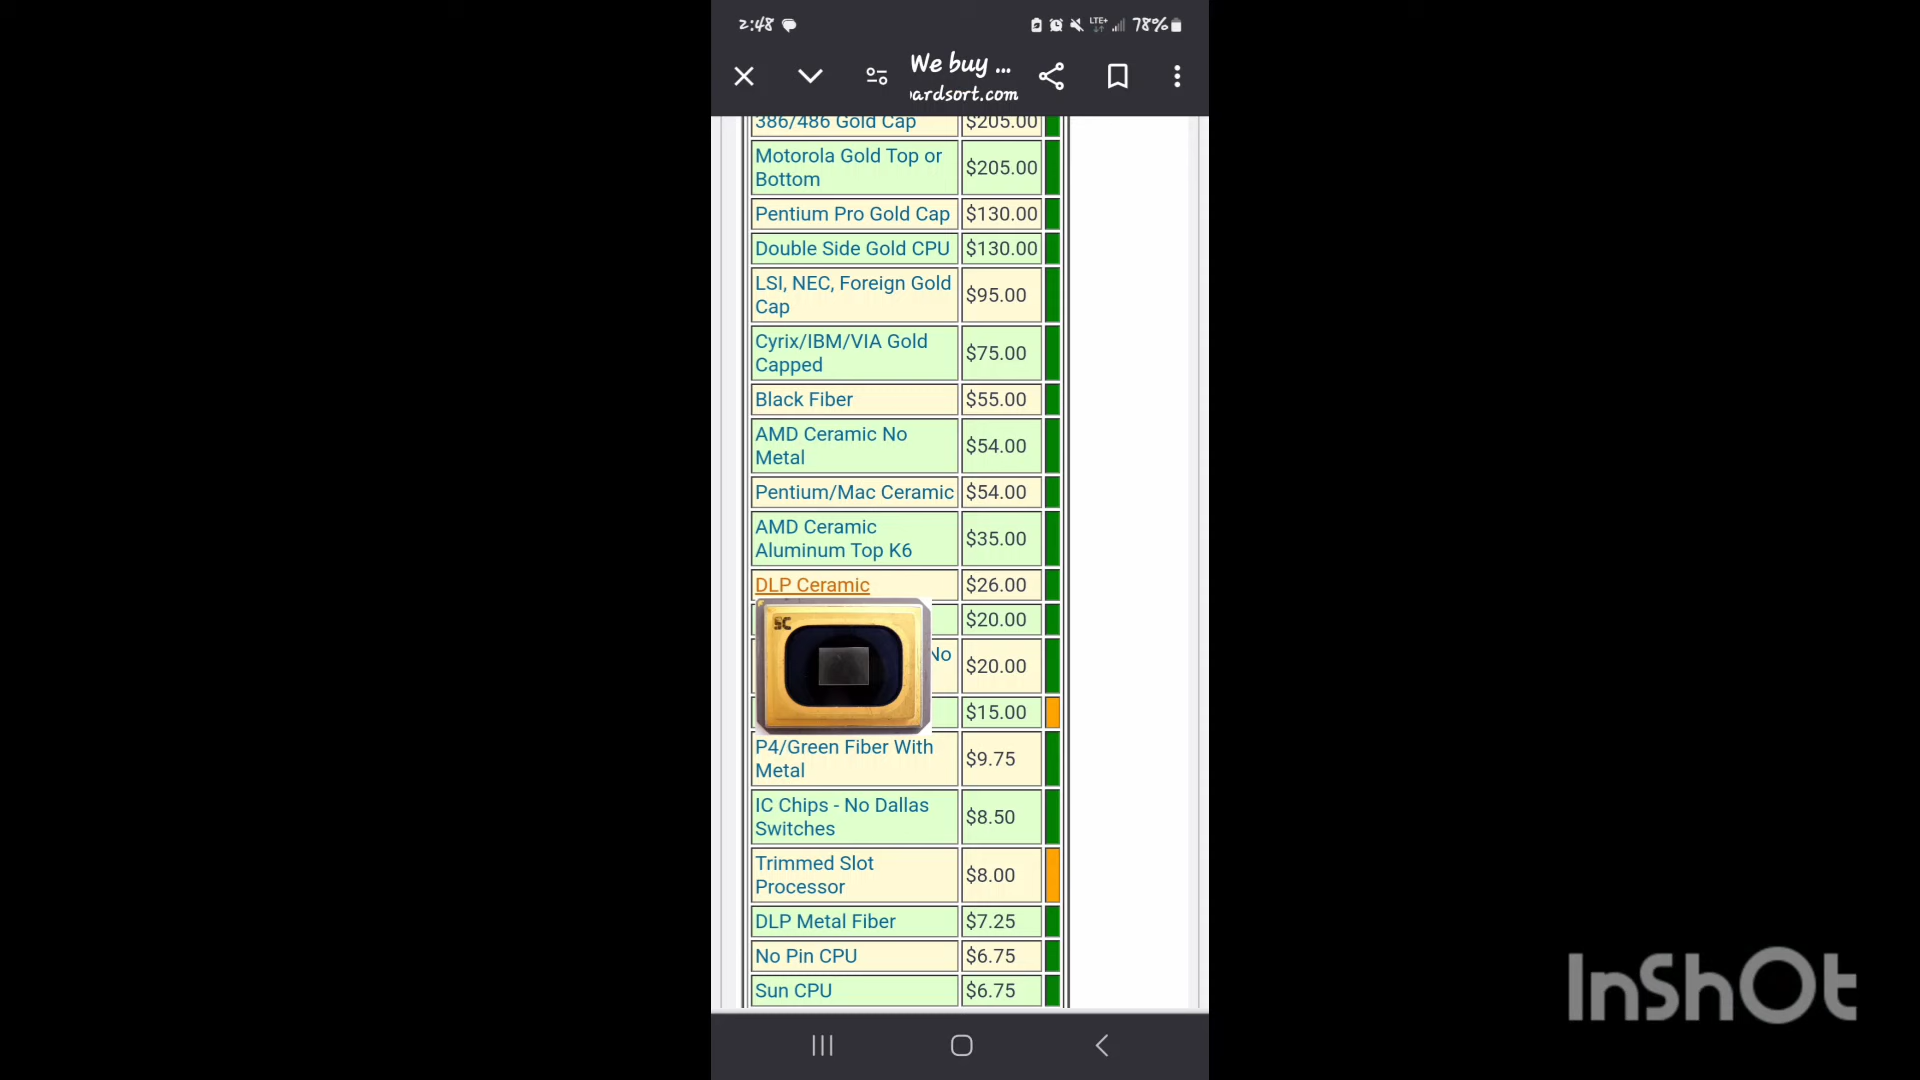 2:48 LTE+ 78%
We buy ...
ardsort.com
386/486 Gold Cap $205.00
Motorola Gold Top or
Bottom $205.00
Pentium Pro Gold Cap $130.00
Double Side Gold CPU $130.00
LSI, NEC, Foreign Gold
Cap $95.00
Cyrix/IBM/VIA Gold
Capped $75.00
Black Fiber $55.00
AMD Ceramic No
Metal $54.00
Pentium/Mac Ceramic $54.00
AMD Ceramic
Aluminum Top K6 $35.00
DLP Ceramic $26.00
$20.00
SC
No $20.00
$15.00
P4/Green Fiber With
Metal $9.75
IC Chips - No Dallas
Switches $8.50
Trimmed Slot
Processor $8.00
DLP Metal Fiber $7.25
No Pin CPU $6.75
Sun CPU $6.75
InShOt